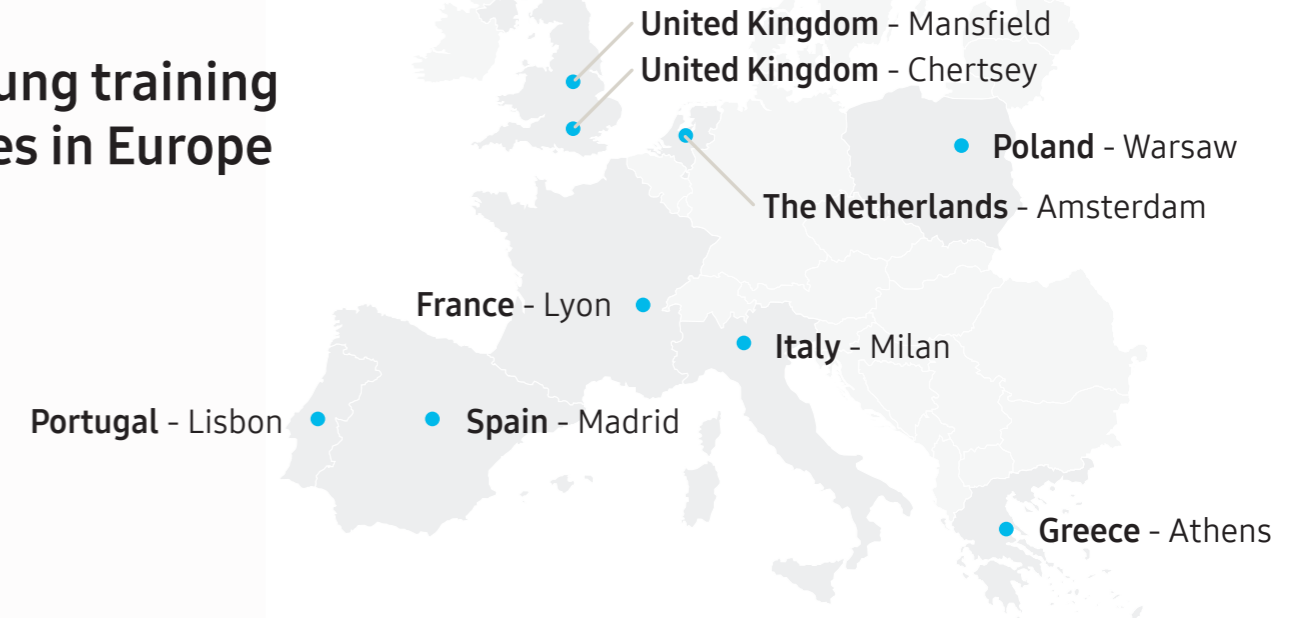 ung training
es in Europe
United Kingdom - Mansfield
United Kingdom - Chertsey
Poland - Warsaw
The Netherlands - Amsterdam
France - Lyon
Italy - Milan
Portugal - Lisbon
Spain - Madrid
Greece - Athens